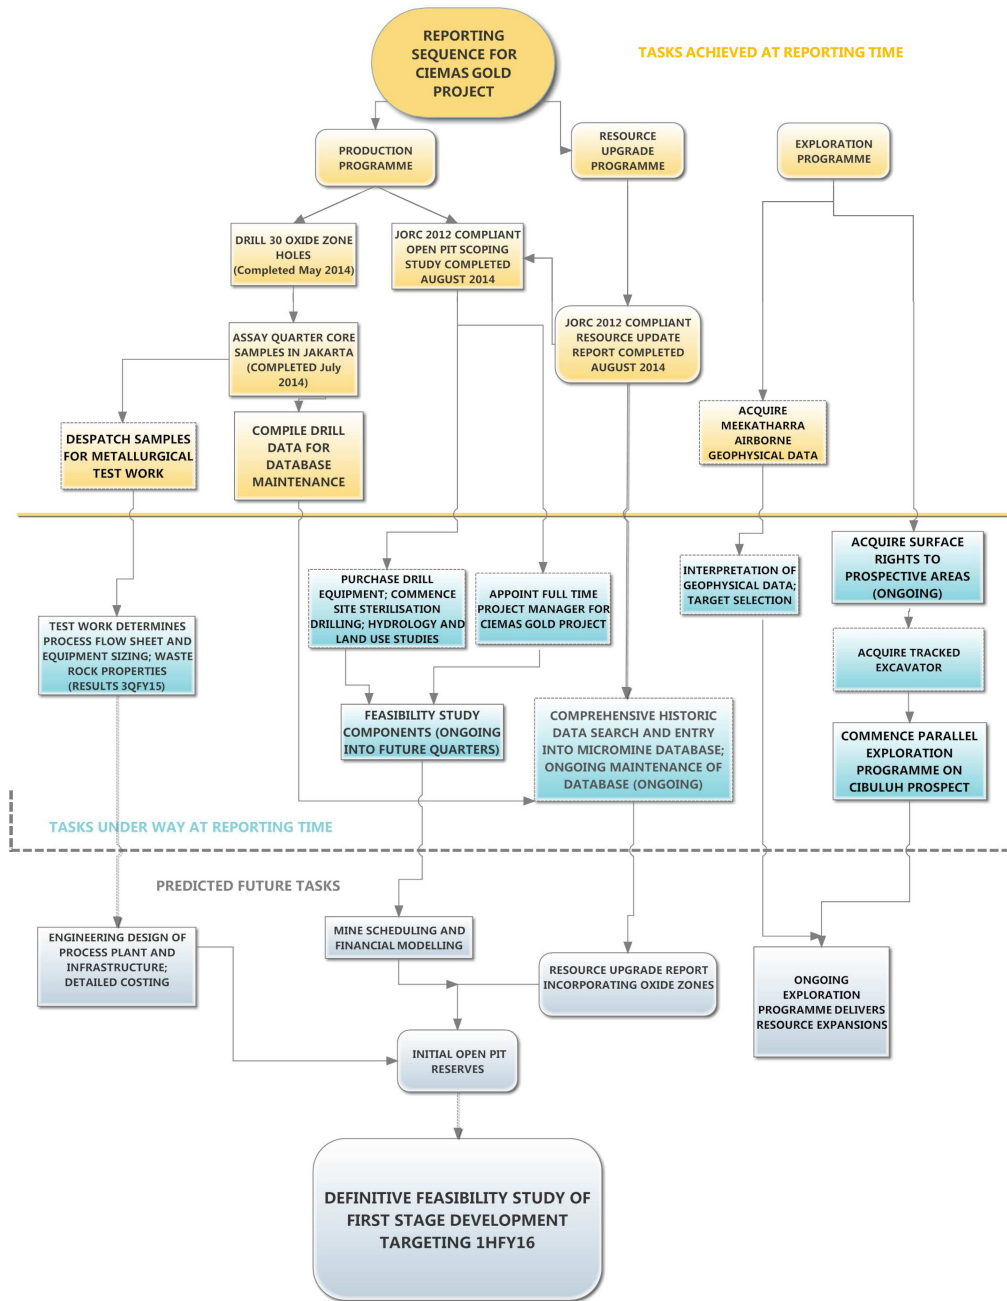 REPORTING
SEQUENCE FOR
CIEMAS GOLD
PROJECT
TASKS ACHIEVED AT REPORTING TIME
PRODUCTION
PROGRAMME
RESOURCE
UPGRADE
PROGRAMME
EXPLORATION
PROGRAMME
DRILL 30 OXIDE ZONE
HOLES
(Completed May 2014)
JORC 2012 COMPLIANT
OPEN PIT SCOPING
STUDY COMPLETED
AUGUST 2014
ASSAY QUARTER CORE
SAMPLES IN JAKARTA
(COMPLETED July
2014)
JORC 2012 COMPLIANT
RESOURCE UPDATE
REPORT COMPLETED
AUGUST 2014
DESPATCH SAMPLES
FOR METALLURGICAL
TEST WORK
COMPILE DRILL
DATA FOR
DATABASE
MAINTENANCE
ACQUIRE
MEEKATHARRA
AIRBORNE
GEOPHYSICAL DATA
PURCHASE DRILL
EQUIPMENT; COMMENCE
SITE STERILISATION
DRILLING; HYDROLOGY AND
LAND USE STUDIES
APPOINT FULL TIME
PROJECT MANAGER FOR
CIEMAS GOLD PROJECT
INTERPRETATION OF
GEOPHYSICAL DATA;
TARGET SELECTION
ACQUIRE SURFACE
RIGHTS TO
PROSPECTIVE AREAS
(ONGOING)
TEST WORK DETERMINES
PROCESS FLOW SHEET AND
EQUIPMENT SIZING; WASTE
ROCK PROPERTIES
(RESULTS 3QFY15)
ACQUIRE TRACKED
EXCAVATOR
FEASIBILITY STUDY
COMPONENTS (ONGOING
INTO FUTURE QUARTERS)
COMPREHENSIVE HISTORIC
DATA SEARCH AND ENTRY
INTO MICROMINE DATABASE;
ONGOING MAINTENANCE OF
DATABASE (ONGOING)
COMMENCE PARALLEL
EXPLORATION
PROGRAMME ON
CIBULUH PROSPECT
TASKS UNDER WAY AT REPORTING TIME
PREDICTED FUTURE TASKS
ENGINEERING DESIGN OF
PROCESS PLANT AND
INFRASTRUCTURE;
DETAILED COSTING
MINE SCHEDULING AND
FINANCIAL MODELLING
RESOURCE UPGRADE REPORT
INCORPORATING OXIDE ZONES
ONGOING
EXPLORATION
PROGRAMME DELIVERS
RESOURCE EXPANSIONS
INITIAL OPEN PIT
RESERVES
DEFINITIVE FEASIBILITY STUDY OF
FIRST STAGE DEVELOPMENT
TARGETING 1HFY16